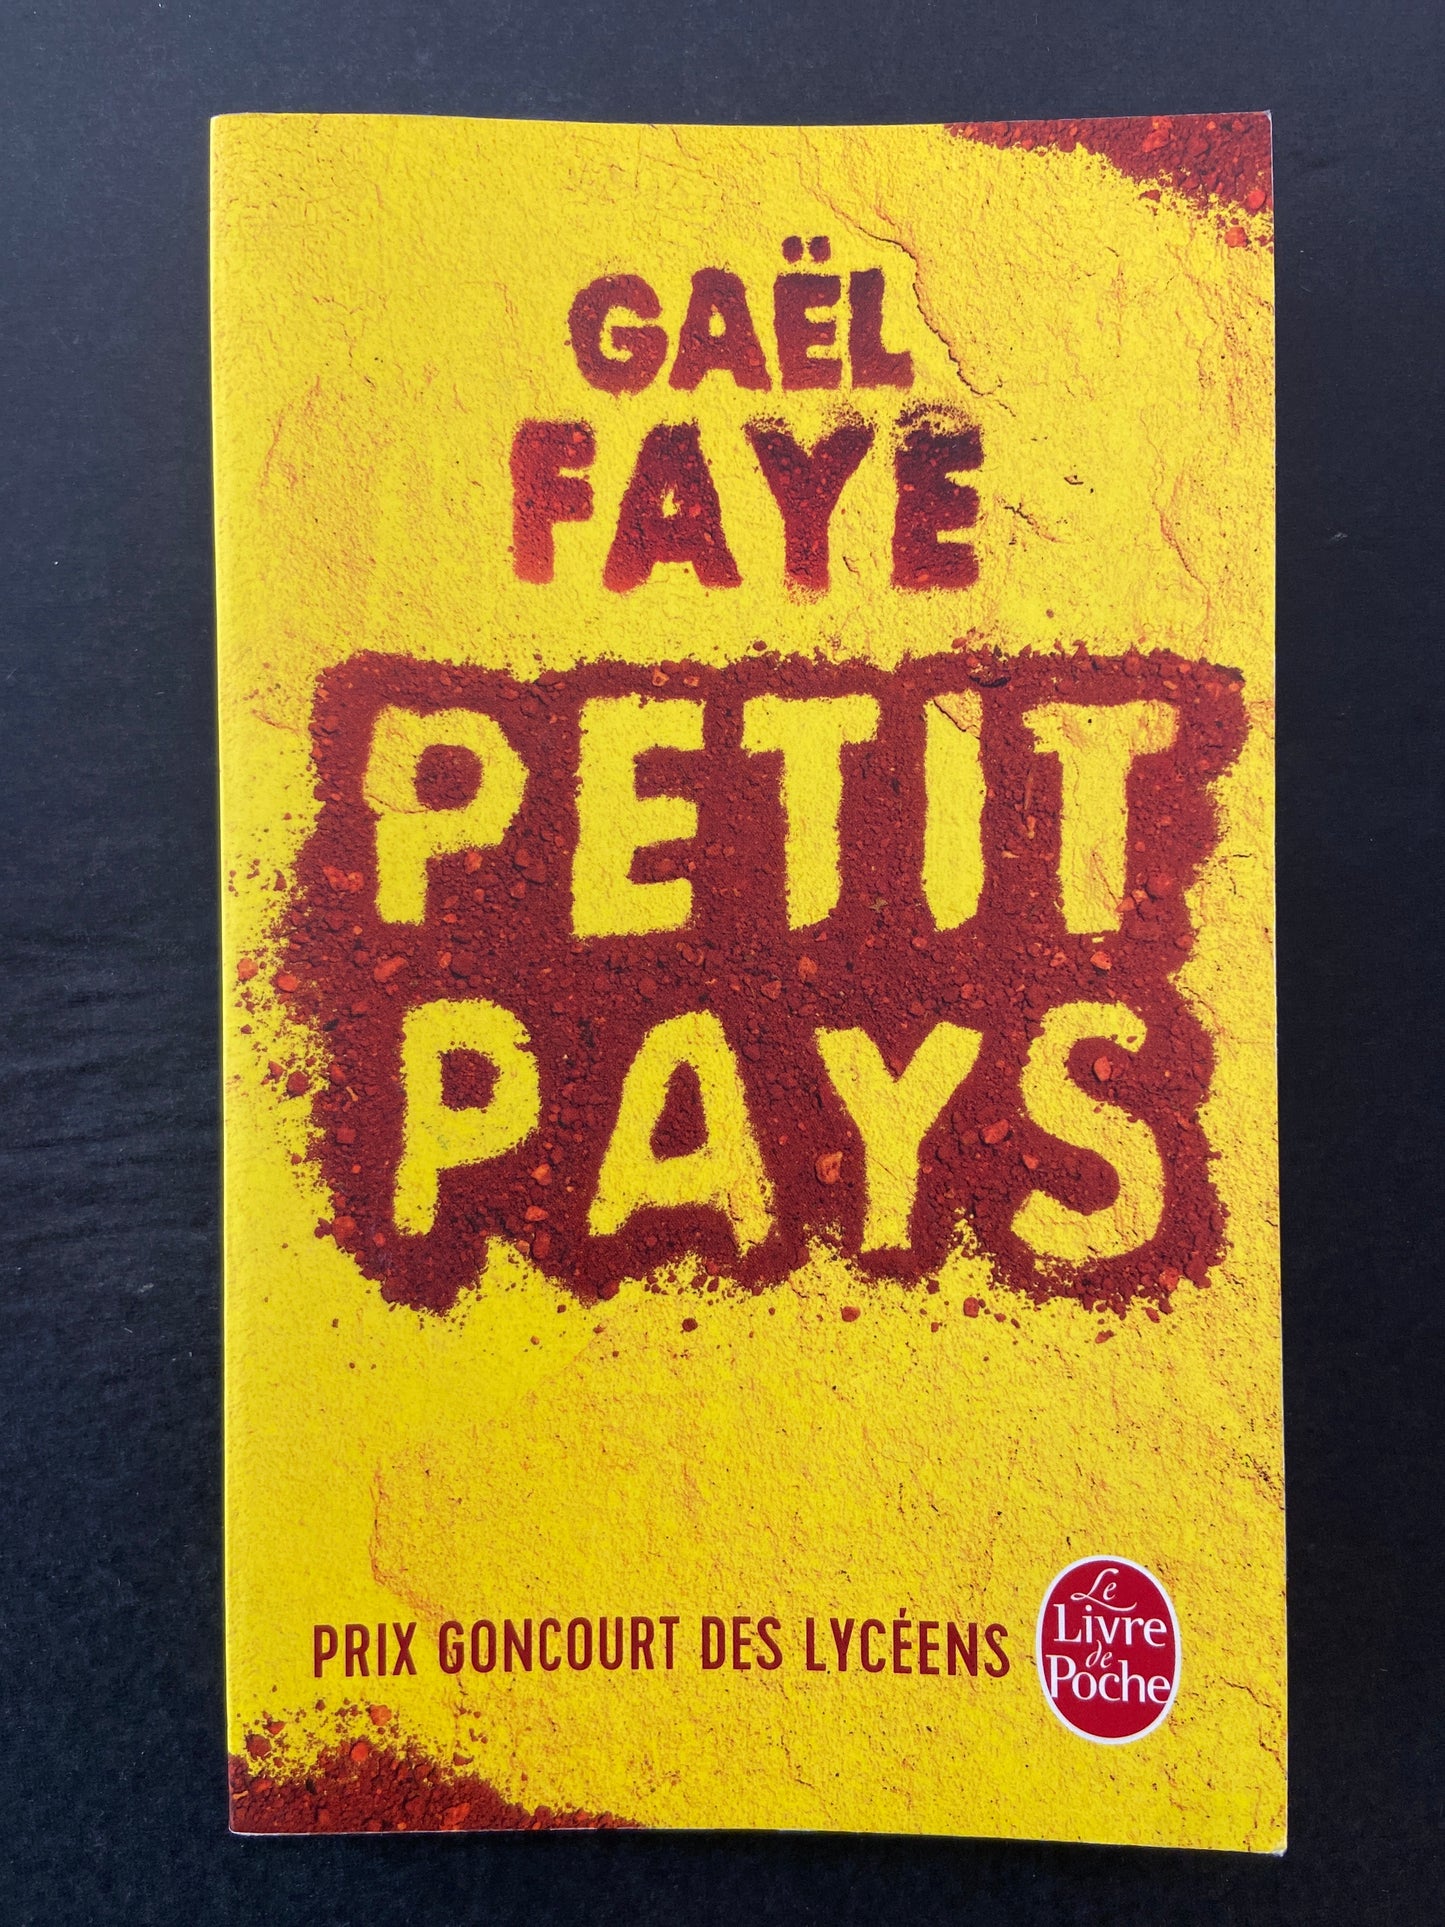 GAËL
FAYE
PETIT
PAYS
PRIX GONCOURT DES LYCÉENS
Le
Livre
de
Poche